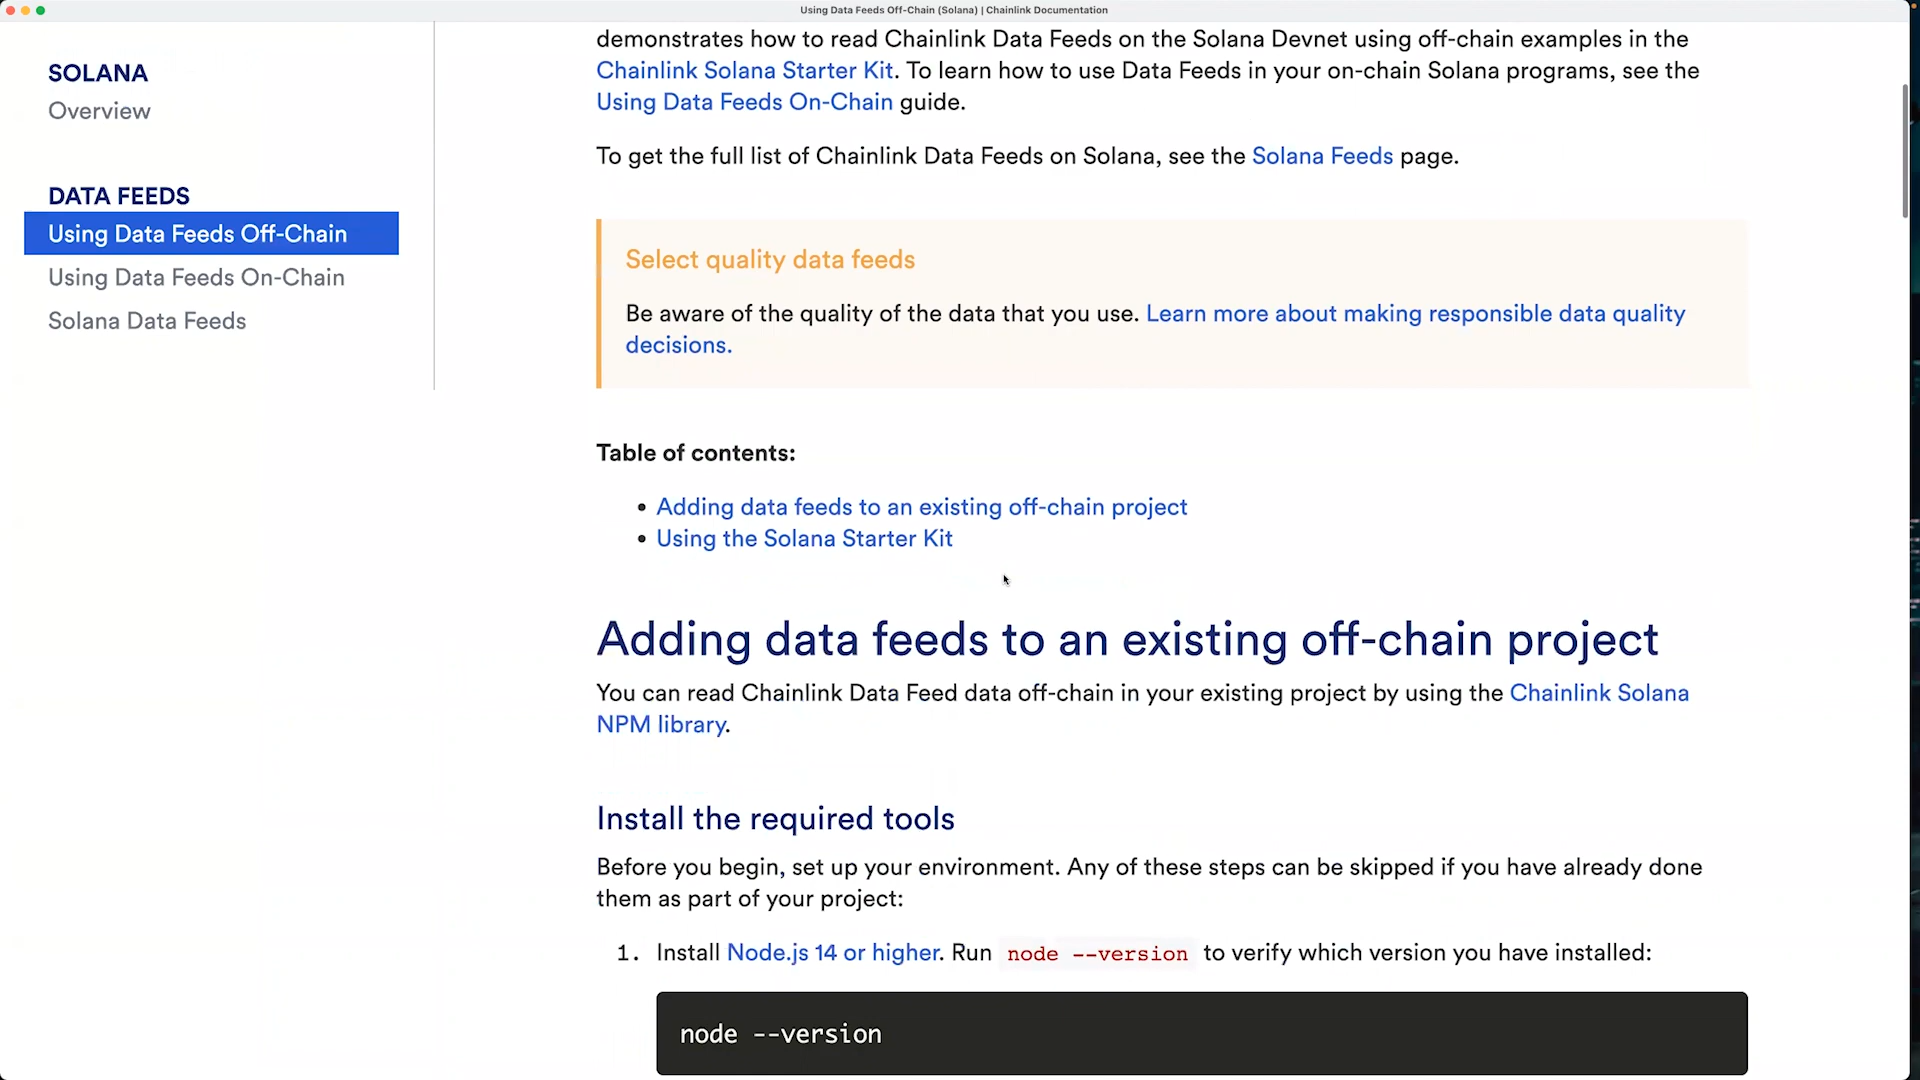 Using Data Feeds Off-Chain (Solana) | Chainlink Documentation
SOLANA
Overview
DATA FEEDS
Using Data Feeds Off-Chain
Using Data Feeds On-Chain
Solana Data Feeds
demonstrates how to read Chainlink Data Feeds on the Solana Devnet using off-chain examples in the
Chainlink Solana Starter Kit. To learn how to use Data Feeds in your on-chain Solana programs, see the
Using Data Feeds On-Chain guide.
To get the full list of Chainlink Data Feeds on Solana, see the Solana Feeds page.
Select quality data feeds
Be aware of the quality of the data that you use. Learn more about making responsible data quality
decisions.
Table of contents:
• Adding data feeds to an existing off-chain project
• Using the Solana Starter Kit
Adding data feeds to an existing off-chain project
You can read Chainlink Data Feed data off-chain in your existing project by using the Chainlink Solana
NPM library.
Install the required tools
Before you begin, set up your environment. Any of these steps can be skipped if you have already done
them as part of your project:
1. Install Node.js 14 or higher. Run node --version to verify which version you have installed:
node --version